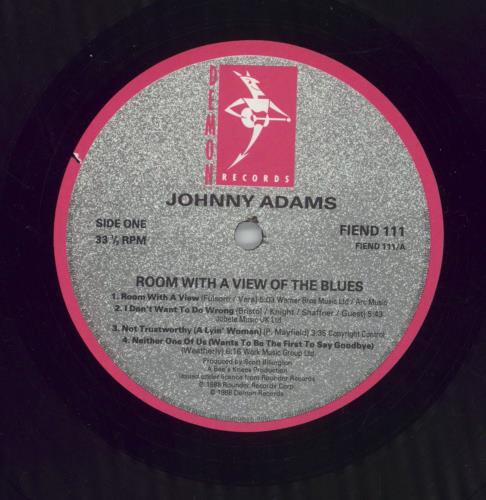 DEMON
RECORDS
JOHNNY ADAMS
SIDE ONE
33 ⅓ RPM
FIEND 111
FIEND 111/A
ROOM WITH A VIEW OF THE BLUES
1. Room With A View (Fulsom / Vera) 5:03 Warner Bros Music Ltd / Arc Music
2. I Don't Want To Do Wrong (Bristol / Knight / Shaffner / Guest) 5:43
Jobete Music UK Ltd
3. Not Trustworthy (A Lyin' Woman) (P. Mayfield) 3:35 Copyright Control
4. Neither One Of Us (Wants To Be The First To Say Goodbye)
(Weatherly) 6:16 Work Music Group Ltd.
Produced by Scott Billington
A Bee's Knees Production
Issued under licence from Rounder Records
℗ 1988 Rounder Records Corp.
© 1988 Demon Records